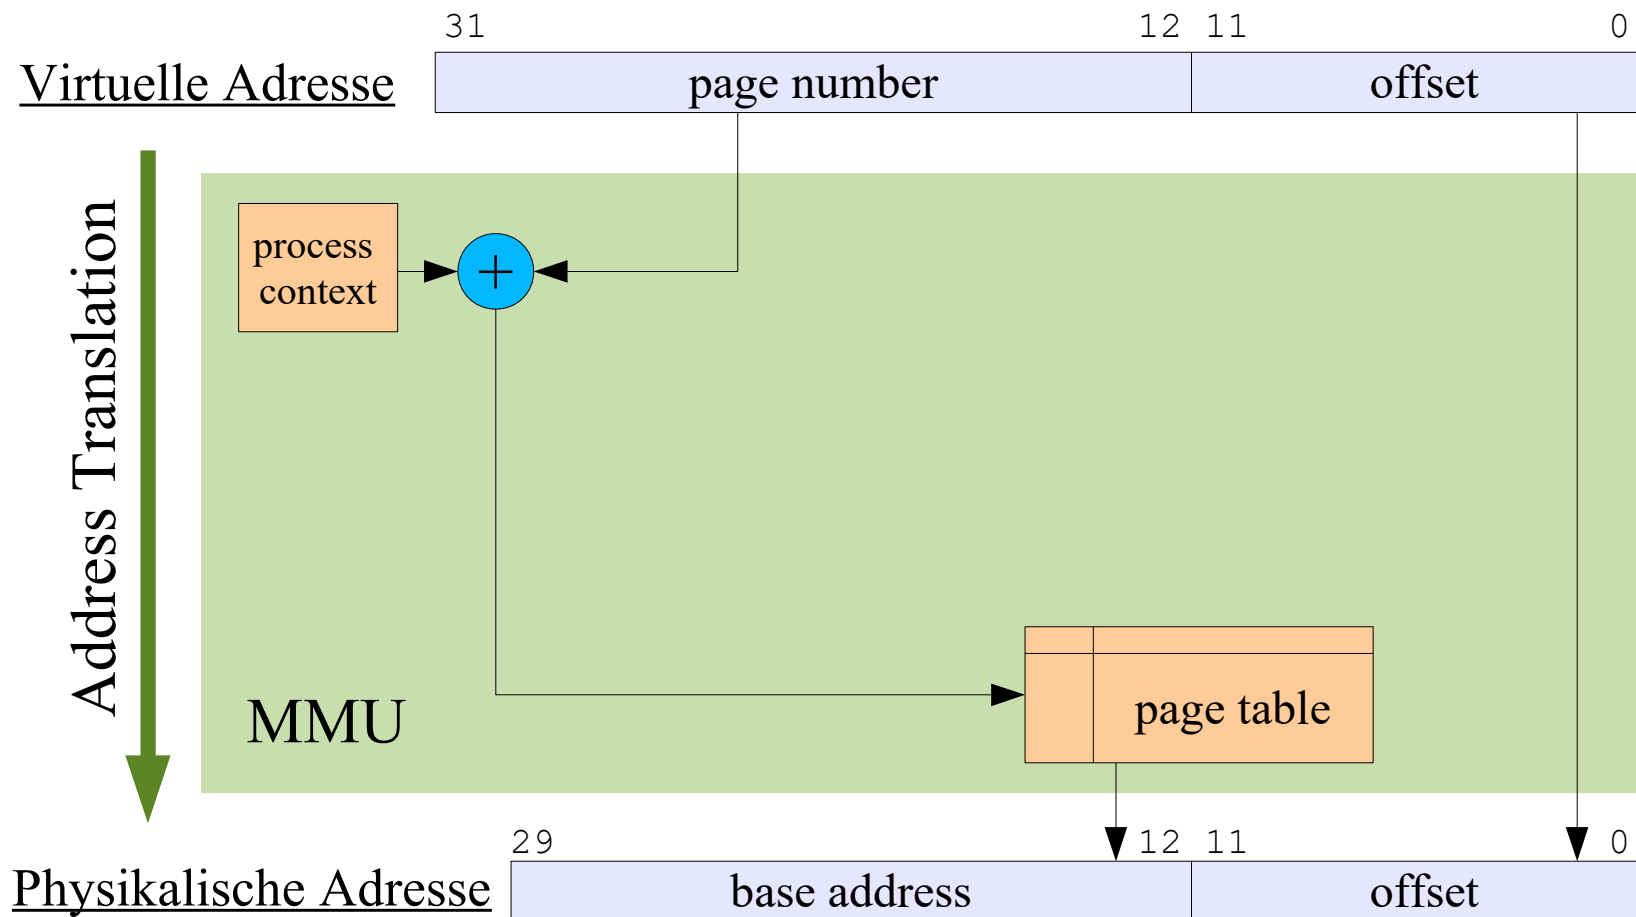 31 12 11 0
Virtuelle Adresse page number offset
process
context
+
Address Translation
MMU
page table
29 12 11 0
Physikalische Adresse base address offset